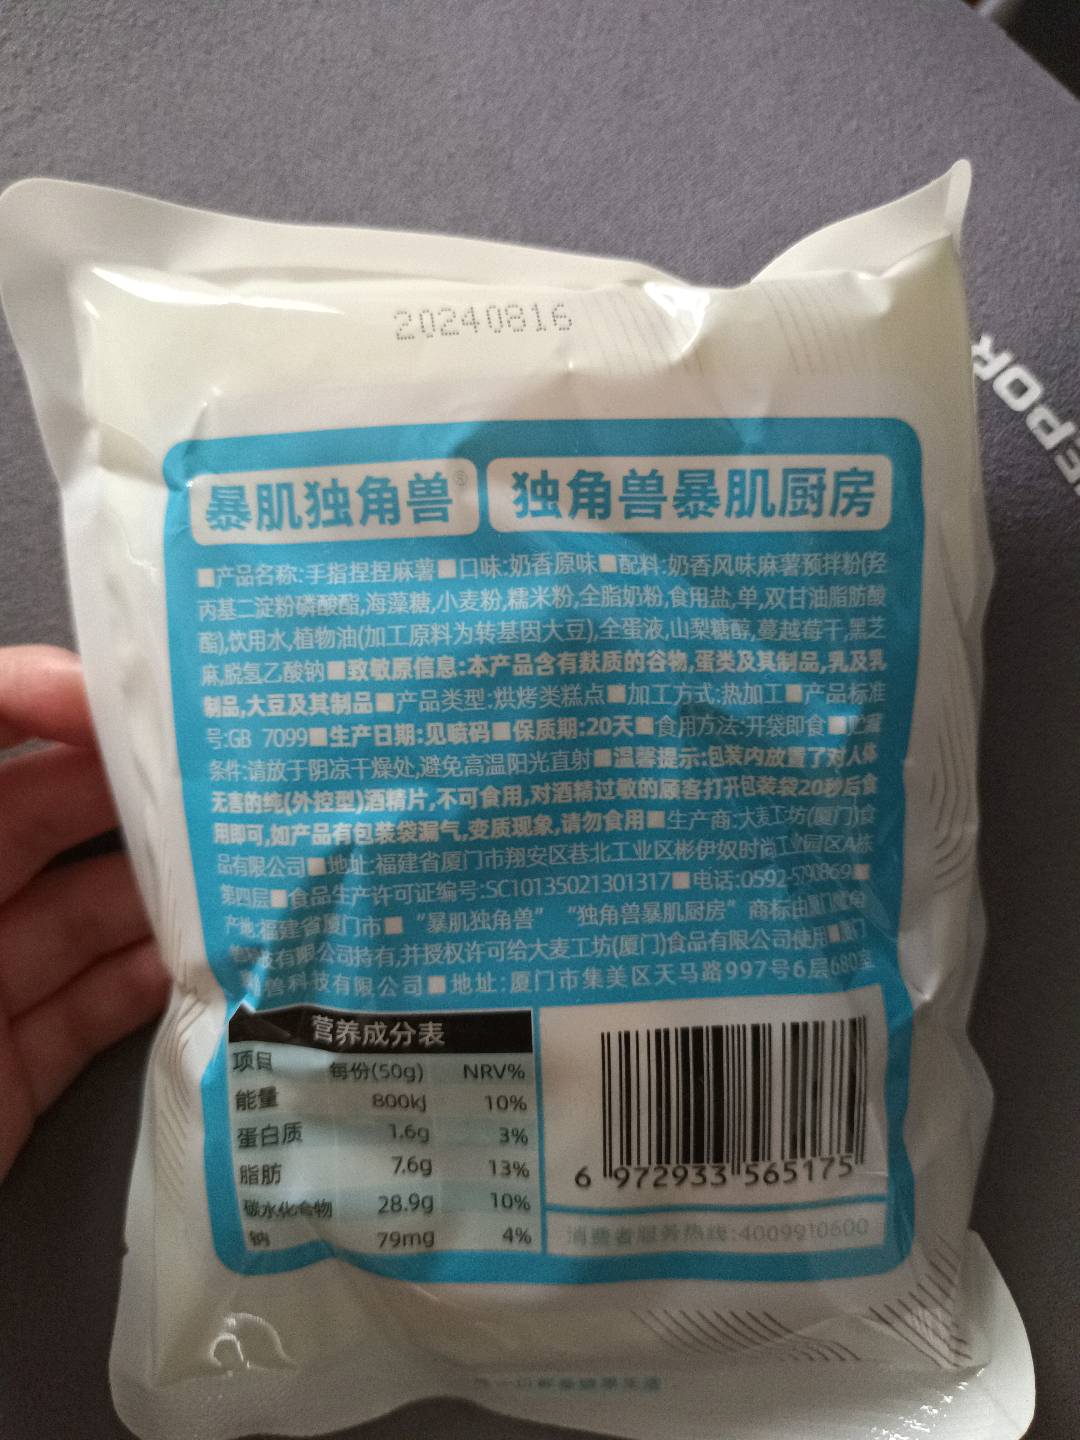 20240816
暴肌独角兽® 独角兽暴肌厨房
■产品名称:手指捏捏麻薯■口味:奶香原味■配料:奶香风味麻薯预拌粉(羟
丙基二淀粉磷酸酯,海藻糖,小麦粉,糯米粉,全脂奶粉,食用盐,单,双甘油脂肪酸
酯),饮用水,植物油(加工原料为转基因大豆),全蛋液,山梨糖醇,蔓越莓干,黑芝
麻,脱氢乙酸钠■致敏原信息:本产品含有麸质的谷物,蛋类及其制品,乳及乳
制品,大豆及其制品■产品类型:烘烤类糕点■加工方式:热加工■产品标准
号:GB 7099■生产日期:见喷码■保质期:20天■食用方法:开袋即食■贮藏
条件:请放于阴凉干燥处,避免高温阳光直射■温馨提示:包装内放置了对人体
无害的纯(外控型)酒精片,不可食用,对酒精过敏的顾客打开包装袋20秒后食
用即可,如产品有包装袋漏气,变质现象,请勿食用■生产商:大麦工坊(厦门)食
品有限公司■地址:福建省厦门市翔安区巷北工业区彬伊奴时尚工业园区A栋
第四层■食品生产许可证编号:SC10135021301317■电话:0592-5790869■
产地:福建省厦门市■“暴肌独角兽”“独角兽暴肌厨房”商标由厦门独角
科技有限公司持有,并授权许可给大麦工坊(厦门)食品有限公司使用■厦门
兽科技有限公司■地址:厦门市集美区天马路997号6层680室
营养成分表
项目 每份(50g) NRV%
能量 800kJ 10%
蛋白质 1.6g 3%
脂肪 7.6g 13%
碳水化合物 28.9g 10%
钠 79mg 4%
6 972933 565175
消费者服务热线:4009910600
EPOR